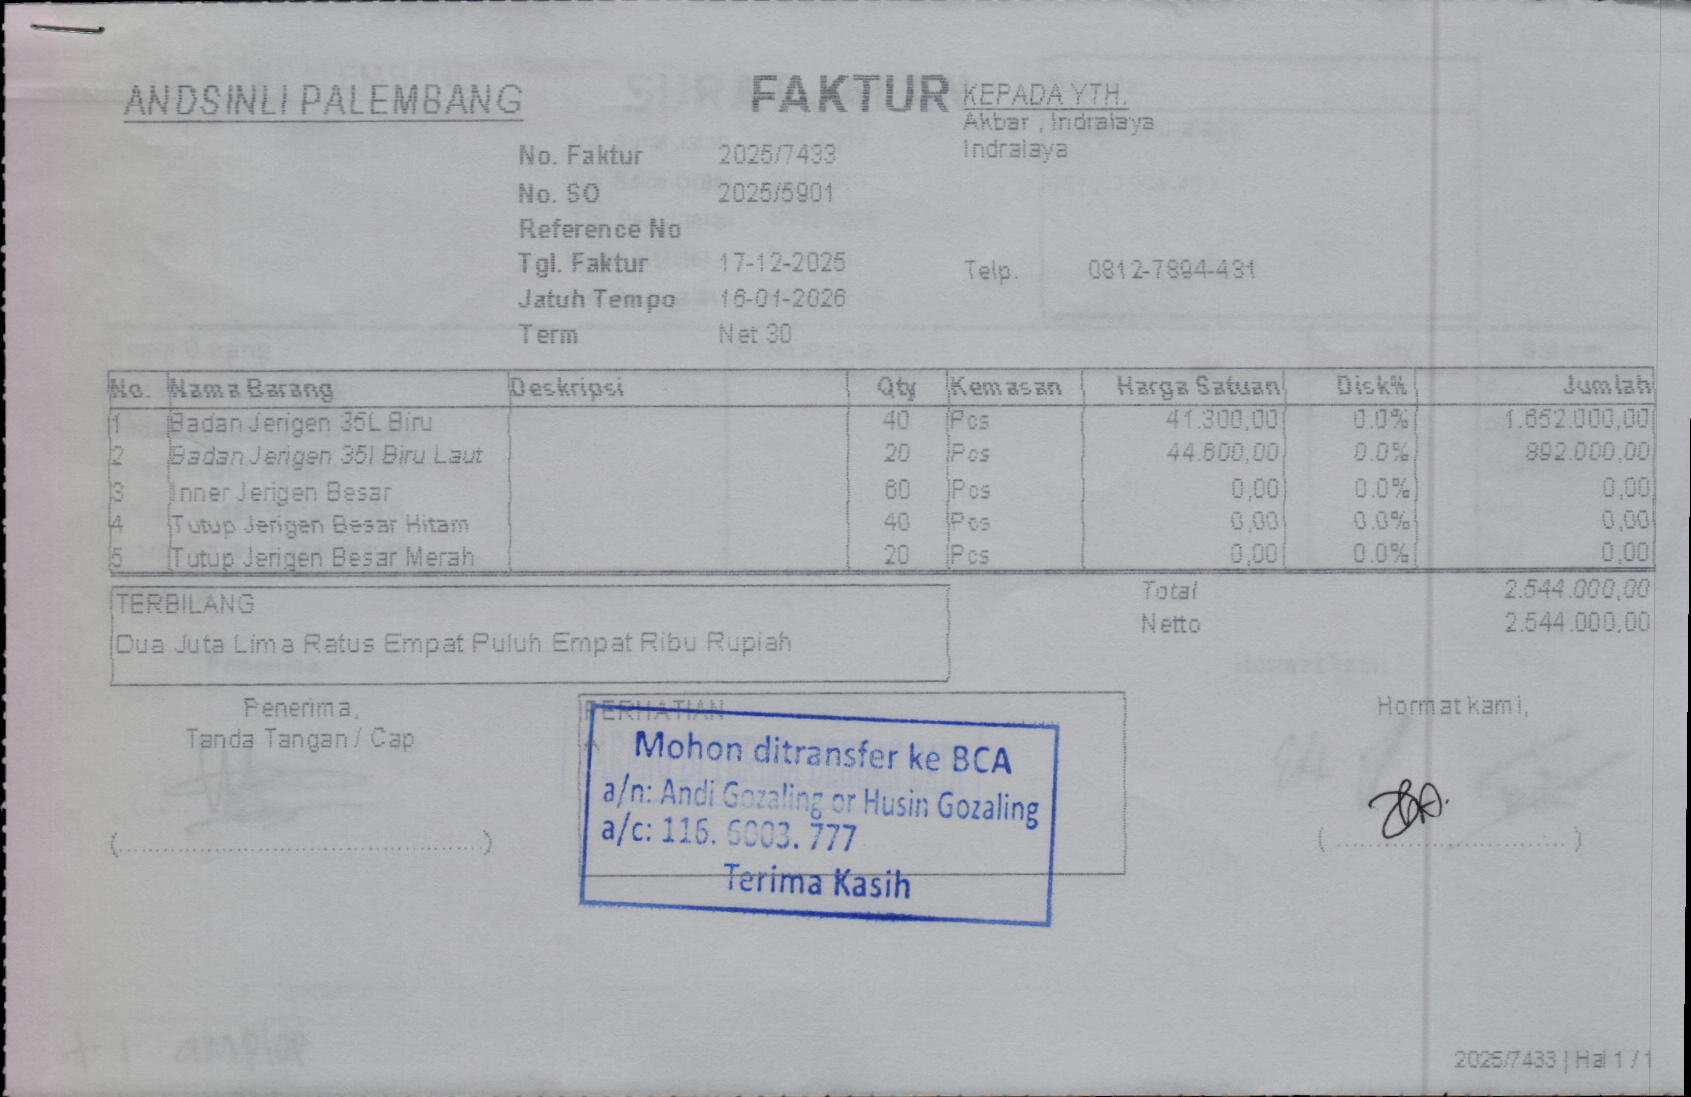 ANDSINLI PALEMBANG
FAKTUR
KEPADA YTH.
Akbar , Indralaya
Indralaya
No. Faktur 2025/7433
No. SO 2025/5901
Reference No
Tgl. Faktur 17-12-2025
Telp. 0812-7894-431
Jatuh Tempo 16-01-2026
Term Net 30
No. Nama Barang Deskripsi Qty Kemasan Harga Satuan Disk% Jumlah
1 Badan Jerigen 35L Biru 40 Pcs 41.300,00 0.0% 1.652.000,00
2 Badan Jerigen 35l Biru Laut 20 Pcs 44.600,00 0.0% 892.000,00
3 Inner Jerigen Besar 60 Pcs 0,00 0.0% 0,00
4 Tutup Jerigen Besar Hitam 40 Pcs 0,00 0.0% 0,00
5 Tutup Jerigen Besar Merah 20 Pcs 0,00 0.0% 0,00
Total 2.544.000,00
Netto 2.544.000,00
TERBILANG
Dua Juta Lima Ratus Empat Puluh Empat Ribu Rupiah
Penerima,
Tanda Tangan / Cap
PERHATIAN
Mohon ditransfer ke BCA
a/n: Andi Gozaling or Husin Gozaling
a/c: 116. 6003. 777
Terima Kasih
Hormat kami,
2025/7433 | Hal 1 / 1